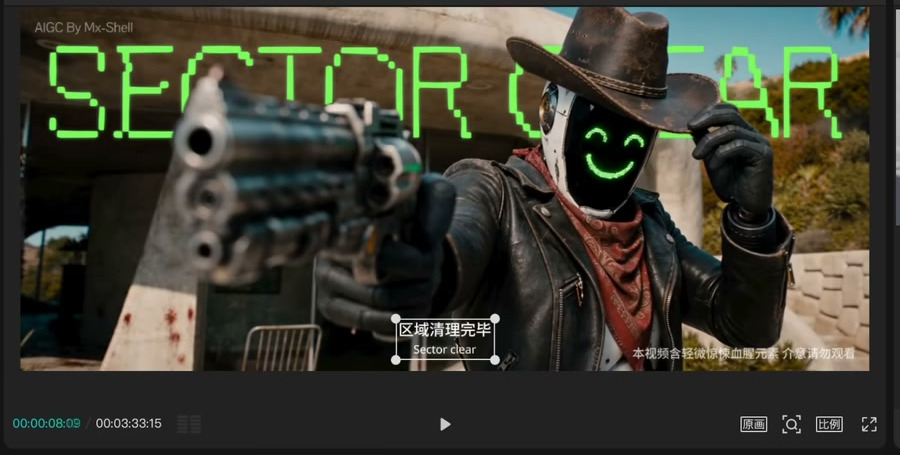 AIGC By Mx-Shell
SECTOR CLEAR
区域清理完毕
Sector clear
本视频含轻微惊悚血腥元素 介意请勿观看
00:00:08:09 / 00:03:33:15
原画
比例